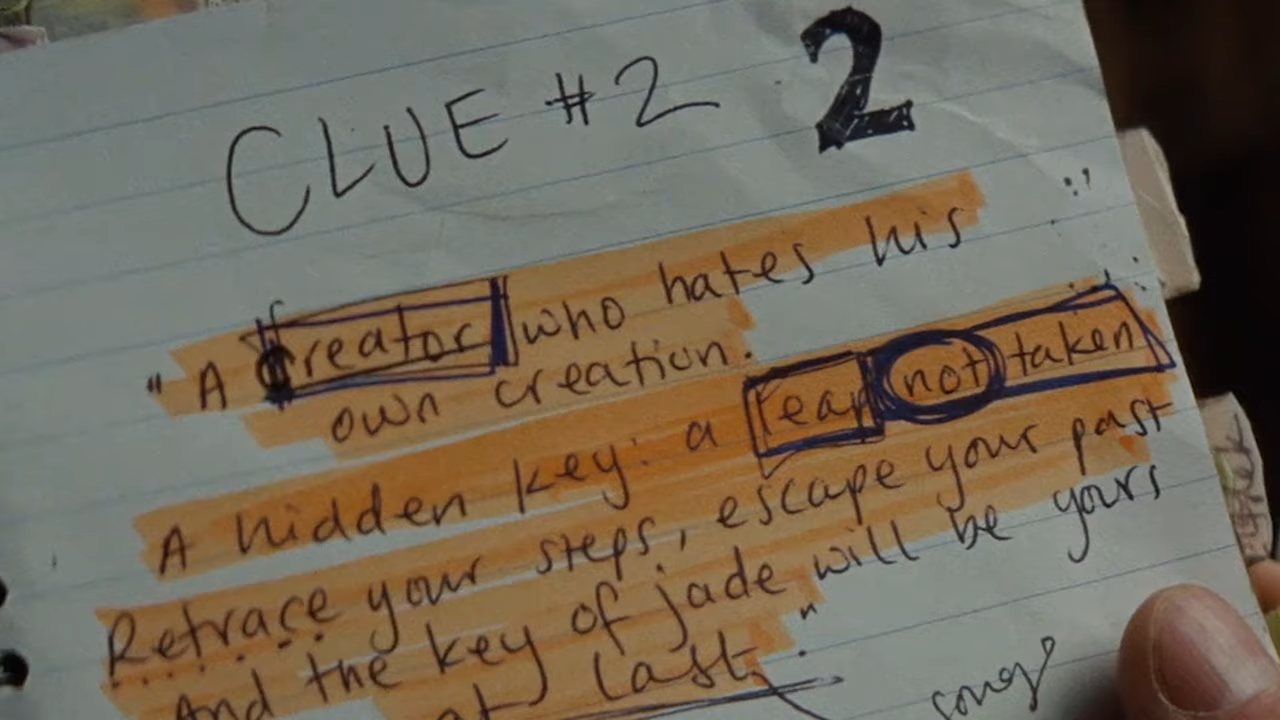 CLUE #2 2
"A Creator who hates his
own creation.
A hidden key: a leap not taken
Retrace your steps, escape your past
And the key of jade will be yours
at last."
song?